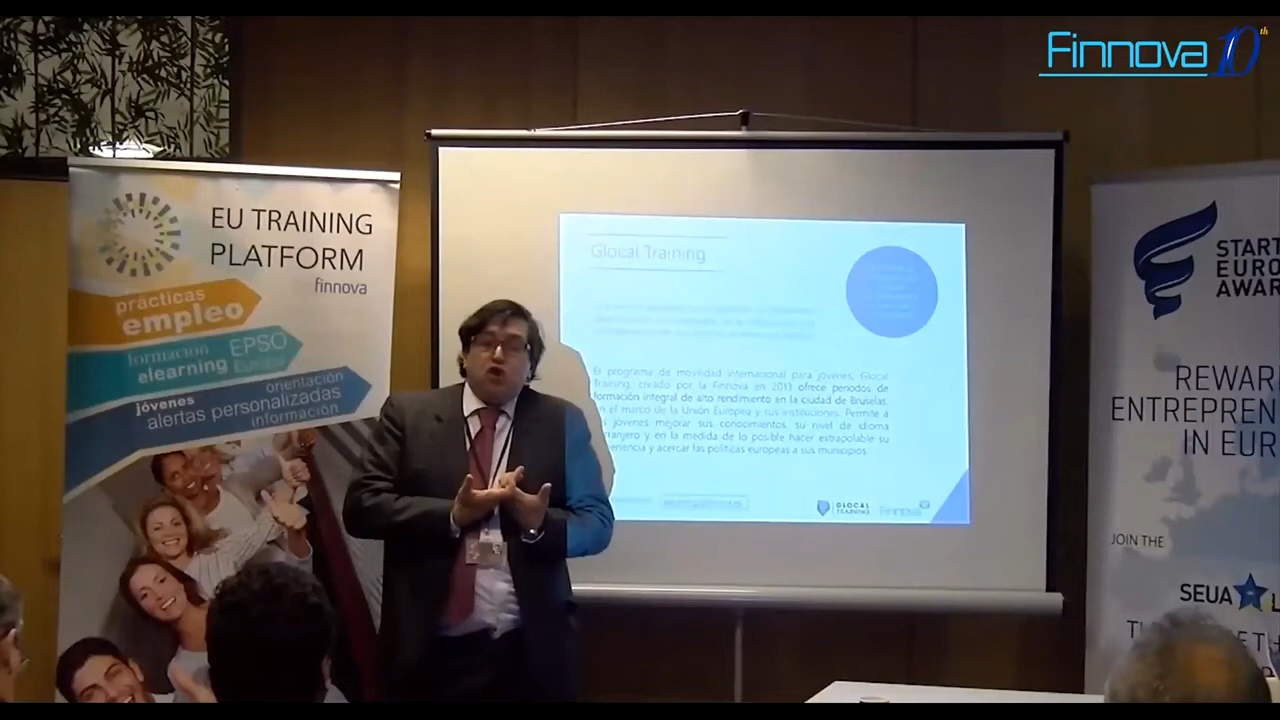 Finnova 10th
EU TRAINING
PLATFORM
finnova
prácticas
empleo
formación EPSO
elearning Europa
orientación
jóvenes alertas personalizadas
información
Glocal Training
El programa de movilidad internacional para jóvenes, Glocal
Training, creado por la Finnova en 2013 ofrece periodos de
formación integral de alto rendimiento en la ciudad de Bruselas,
en el marco de la Unión Europea y sus instituciones. Permite a
jóvenes mejorar sus conocimientos, su nivel de idioma
y en la medida de lo posible hacer extrapolable su
y acercar las políticas europeas a sus municipios.
GLOCAL
TRAINING
Finnova
START
EURO
AWAR
REWAR
ENTREPREN
IN EUR
JOIN THE
SEUA L